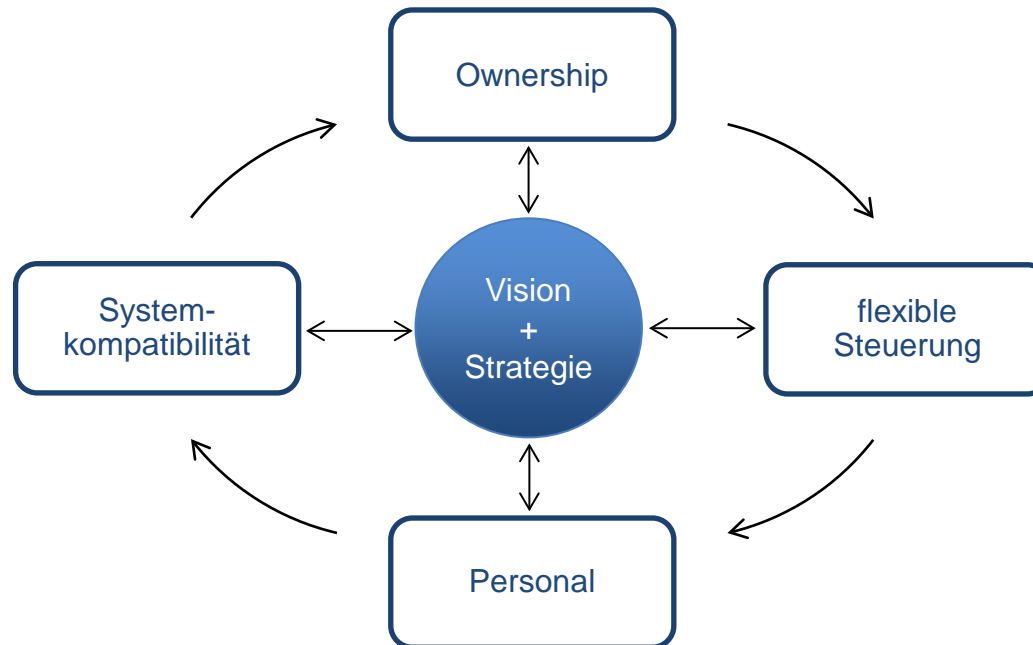 Ownership
System-
kompatibilität
Vision
+
Strategie
flexible
Steuerung
Personal